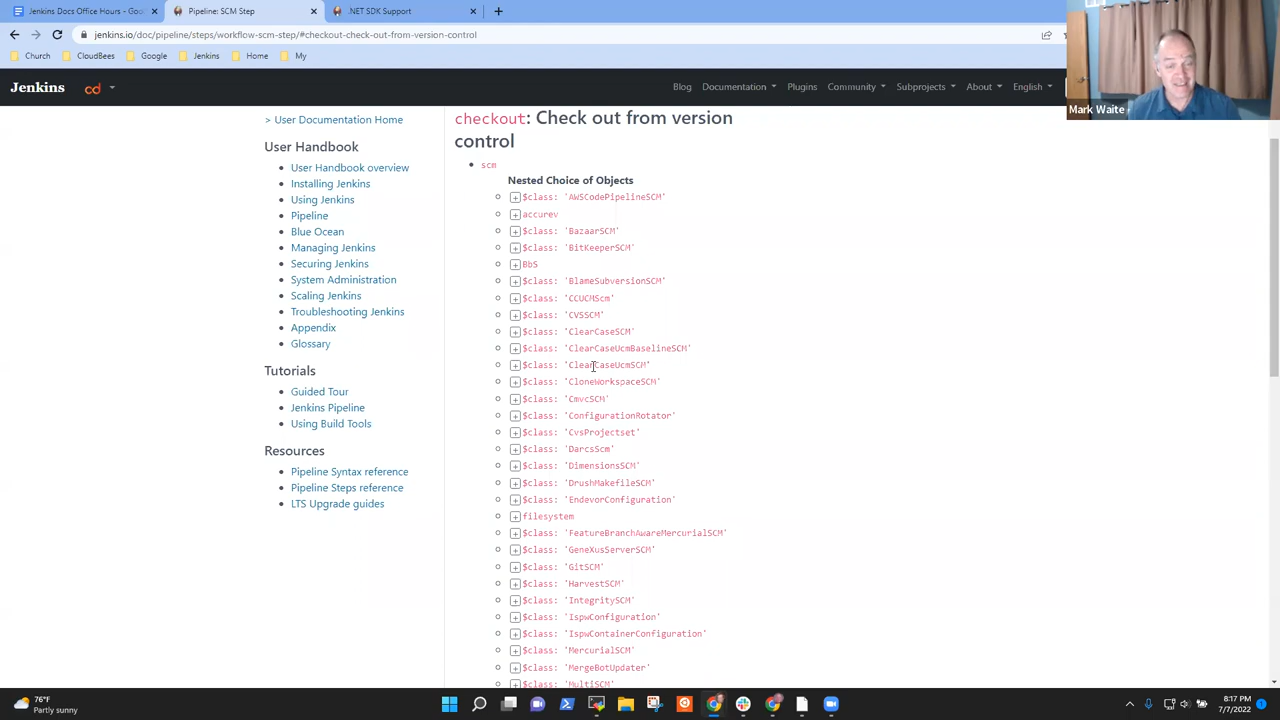 Jenkins Docs Office Hours - Goo
Pipeline: SCM Step
.NET SDK Support
jenkins.io/doc/pipeline/steps/workflow-scm-step/#checkout-check-out-from-version-control
Church
CloudBees
Google
Jenkins
Home
My
Mark Waite
Jenkins
cd
Blog
Documentation
Plugins
Community
Subprojects
About
English
> User Documentation Home
User Handbook
User Handbook overview
Installing Jenkins
Using Jenkins
Pipeline
Blue Ocean
Managing Jenkins
Securing Jenkins
System Administration
Scaling Jenkins
Troubleshooting Jenkins
Appendix
Glossary
Tutorials
Guided Tour
Jenkins Pipeline
Using Build Tools
Resources
Pipeline Syntax reference
Pipeline Steps reference
LTS Upgrade guides
checkout: Check out from version
control
scm
Nested Choice of Objects
$class: 'AWSCodePipelineSCM'
accurev
$class: 'BazaarSCM'
$class: 'BitKeeperSCM'
BbS
$class: 'BlameSubversionSCM'
$class: 'CCUCMScm'
$class: 'CVSSCM'
$class: 'ClearCaseSCM'
$class: 'ClearCaseUcmBaselineSCM'
$class: 'ClearCaseUcmSCM'
$class: 'CloneWorkspaceSCM'
$class: 'CmvcSCM'
$class: 'ConfigurationRotator'
$class: 'CvsProjectset'
$class: 'DarcsScm'
$class: 'DimensionsSCM'
$class: 'DrushMakefileSCM'
$class: 'EndevorConfiguration'
filesystem
$class: 'FeatureBranchAwareMercurialSCM'
$class: 'GeneXusServerSCM'
$class: 'GitSCM'
$class: 'HarvestSCM'
$class: 'IntegritySCM'
$class: 'IspwConfiguration'
$class: 'IspwContainerConfiguration'
$class: 'MercurialSCM'
$class: 'MergeBotUpdater'
$class: 'MultiSCM'
76°F
Partly sunny
8:17 PM
7/7/2022